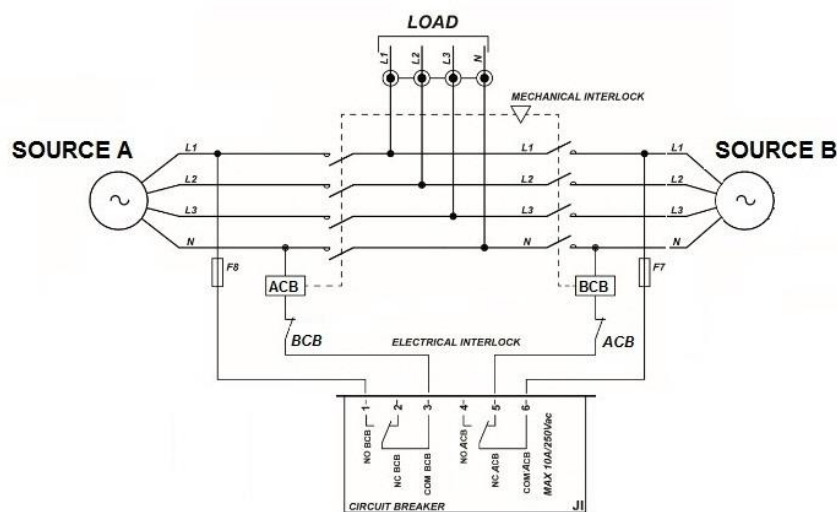 LOAD
L1 L2 L3 N
MECHANICAL INTERLOCK
SOURCE A
SOURCE B
L1 L1 L1
L2 L2 L2
L3 L3 L3
N N N
F8
F7
ACB
BCB
BCB
ACB
ELECTRICAL INTERLOCK
1 2 3 4 5 6
NO BCB
NC BCB
COM BCB
NO ACB
NC ACB
COM ACB
MAX 10A/250Vac
CIRCUIT BREAKER
JI